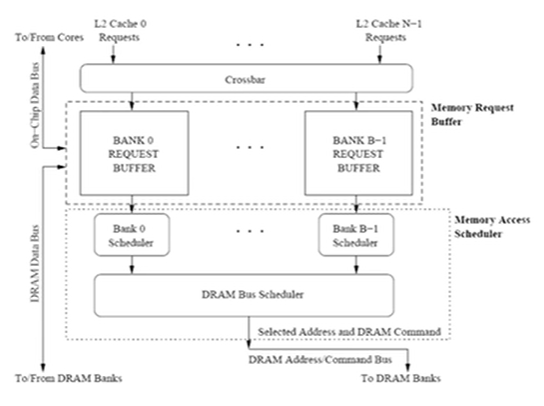 L2 Cache 0
Requests
L2 Cache N−1
Requests
To/From Cores
. . .
Crossbar
On−Chip Data Bus
Memory Request
Buffer
BANK 0
REQUEST
BUFFER
. . .
BANK B−1
REQUEST
BUFFER
Memory Access
Scheduler
Bank 0
Scheduler
. . .
Bank B−1
Scheduler
DRAM Data Bus
DRAM Bus Scheduler
Selected Address and DRAM Command
DRAM Address/Command Bus
To/From DRAM Banks
To DRAM Banks